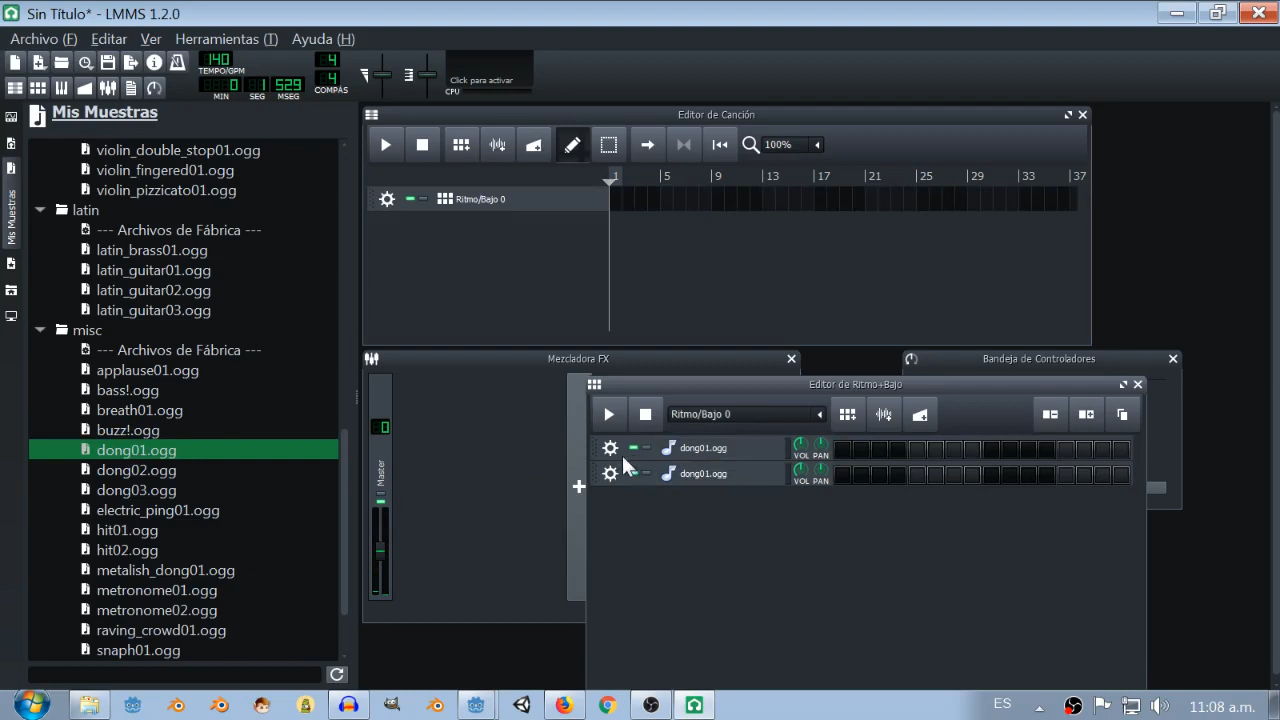 Sin Título* - LMMS 1.2.0
Archivo (F) Editar Ver Herramientas (T) Ayuda (H)
140
TEMPO/GPM
0 1 529
MIN SEG MSEG
4
4
COMPÁS
Click para activar
CPU
Mis Muestras
Mis Muestras
violin_double_stop01.ogg
violin_fingered01.ogg
violin_pizzicato01.ogg
latin
--- Archivos de Fábrica ---
latin_brass01.ogg
latin_guitar01.ogg
latin_guitar02.ogg
latin_guitar03.ogg
misc
--- Archivos de Fábrica ---
applause01.ogg
bass!.ogg
breath01.ogg
buzz!.ogg
dong01.ogg
dong02.ogg
dong03.ogg
electric_ping01.ogg
hit01.ogg
hit02.ogg
metalish_dong01.ogg
metronome01.ogg
metronome02.ogg
raving_crowd01.ogg
snaph01.ogg
Editor de Canción
100%
1 5 9 13 17 21 25 29 33 37
Ritmo/Bajo 0
Mezcladora FX
Bandeja de Controladores
0
Master
Editor de Ritmo+Bajo
Ritmo/Bajo 0
dong01.ogg VOL PAN
dong01.ogg VOL PAN
ES 11:08 a.m.